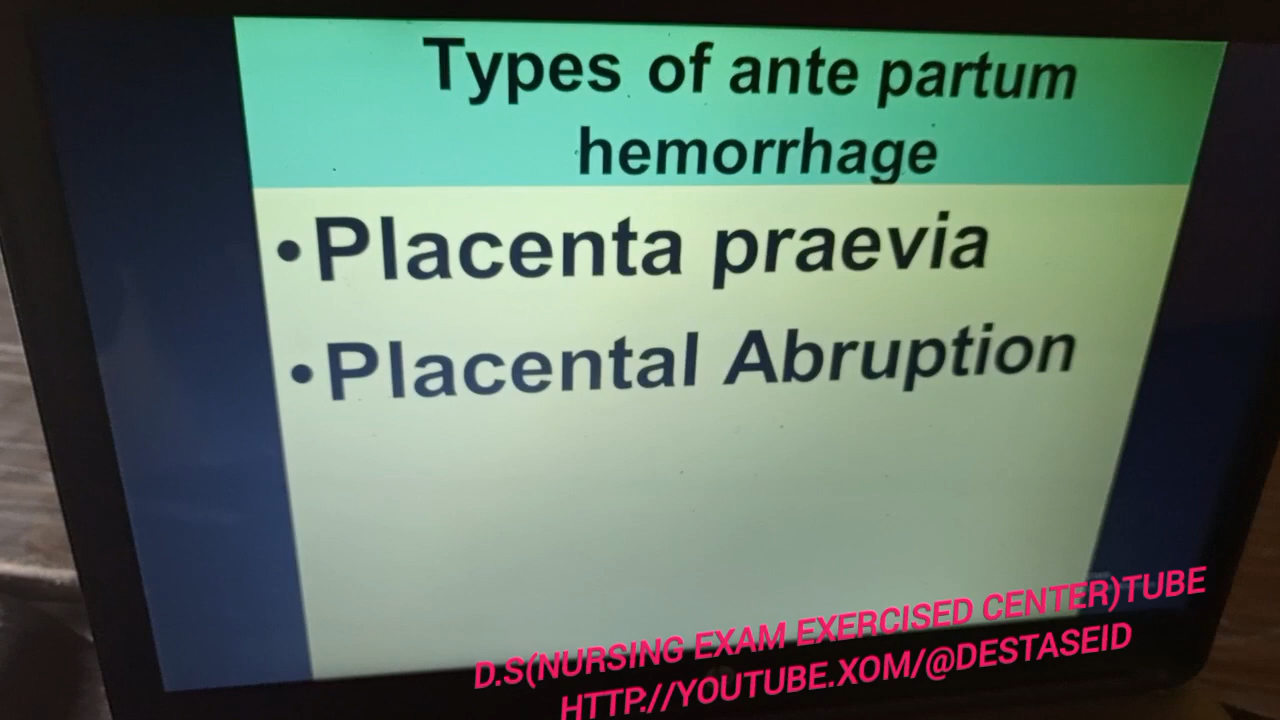 Types of ante partum
hemorrhage
•Placenta praevia
•Placental Abruption
D.S(NURSING EXAM EXERCISED CENTER)TUBE
HTTP.//YOUTUBE.XOM/@DESTASEID